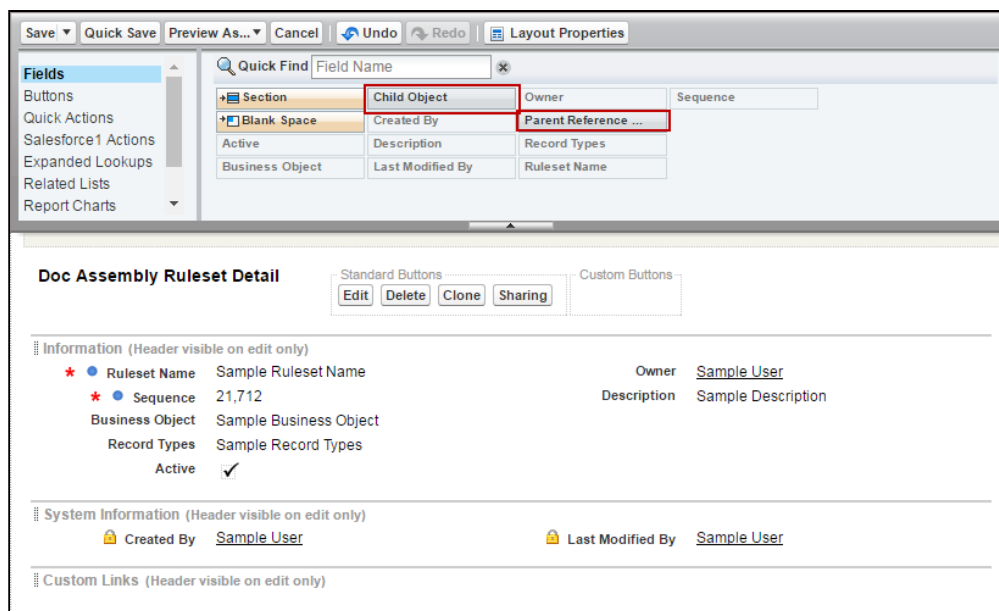 Save Quick Save Preview As... Cancel Undo Redo Layout Properties
Fields
Buttons
Quick Actions
Salesforce1 Actions
Expanded Lookups
Related Lists
Report Charts
Quick Find Field Name
Section Child Object Owner Sequence
Blank Space Created By Parent Reference ...
Active Description Record Types
Business Object Last Modified By Ruleset Name
Doc Assembly Ruleset Detail
Standard Buttons Custom Buttons
Edit Delete Clone Sharing
Information (Header visible on edit only)
* Ruleset Name Sample Ruleset Name Owner Sample User
* Sequence 21,712 Description Sample Description
Business Object Sample Business Object
Record Types Sample Record Types
Active
System Information (Header visible on edit only)
Created By Sample User Last Modified By Sample User
Custom Links (Header visible on edit only)